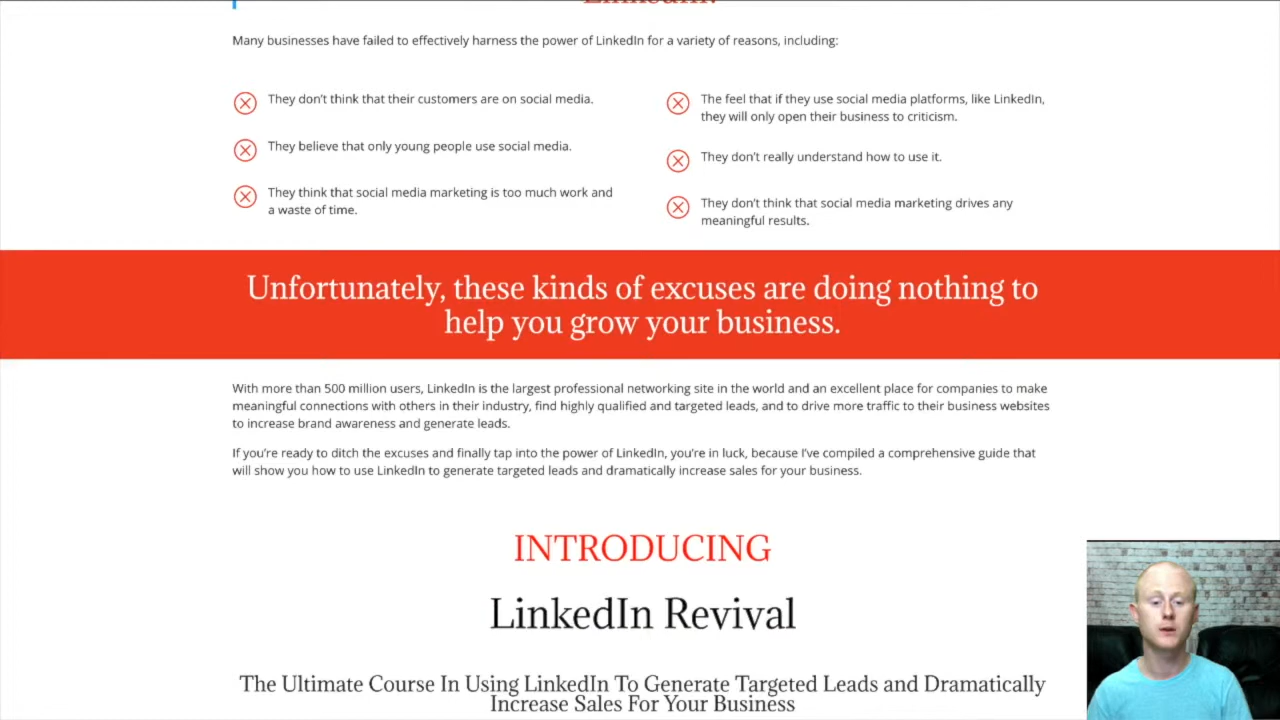 Many businesses have failed to effectively harness the power of LinkedIn for a variety of reasons, including:
They don't think that their customers are on social media.
They believe that only young people use social media.
They think that social media marketing is too much work and
a waste of time.
The feel that if they use social media platforms, like LinkedIn,
they will only open their business to criticism.
They don't really understand how to use it.
They don't think that social media marketing drives any
meaningful results.
Unfortunately, these kinds of excuses are doing nothing to
help you grow your business.
With more than 500 million users, LinkedIn is the largest professional networking site in the world and an excellent place for companies to make
meaningful connections with others in their industry, find highly qualified and targeted leads, and to drive more traffic to their business websites
to increase brand awareness and generate leads.
If you're ready to ditch the excuses and finally tap into the power of LinkedIn, you're in luck, because I've compiled a comprehensive guide that
will show you how to use LinkedIn to generate targeted leads and dramatically increase sales for your business.
INTRODUCING
LinkedIn Revival
The Ultimate Course In Using LinkedIn To Generate Targeted Leads and Dramatically
Increase Sales For Your Business